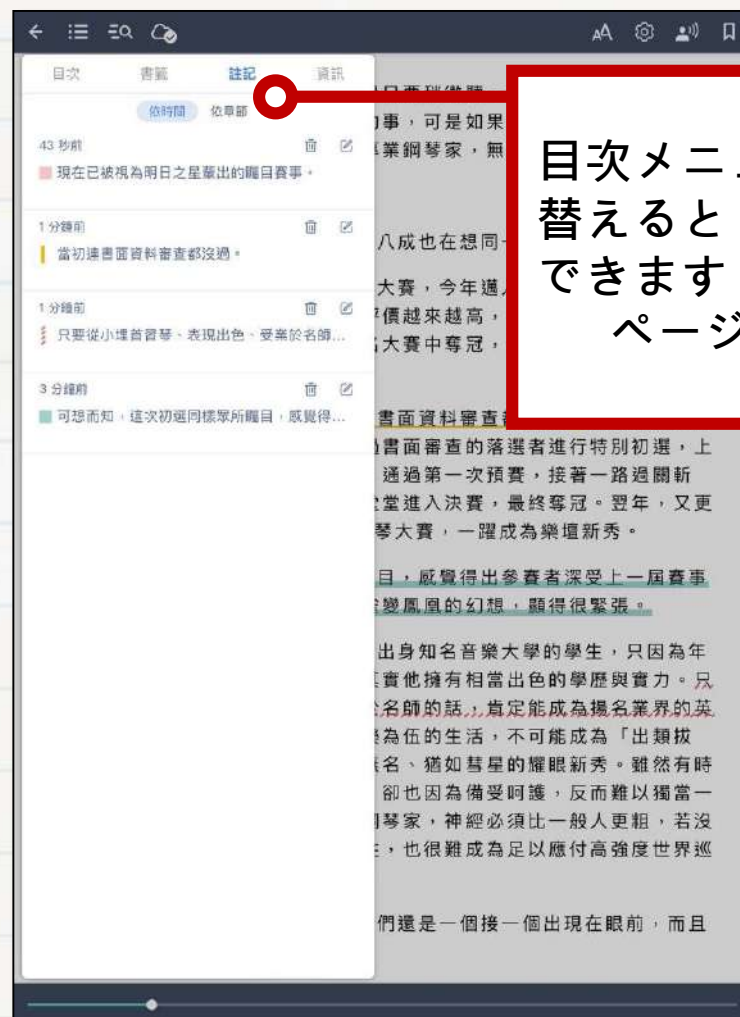 目次
書籤
註記
資訊
依時間
依章節
43 秒前
現在已被視為明日之星輩出的矚目賽事。
1 分鐘前
當初連書面資料審查都沒過。
1 分鐘前
只要從小埋首習琴、表現出色、受業於名師...
3 分鐘前
可想而知，這次初選同樣眾所矚目，感覺得...
事，可是如果
專業鋼琴家，無
八成也在想同
大賽，今年邁
價越來越高，
大賽中奪冠，
書面資料審查
書面審查的落選者進行特別初選，上
通過第一次預賽，接著一路過關斬
堂進入決賽，最終奪冠。翌年，又更
琴大賽，一躍成為樂壇新秀。
目，感覺得出參賽者深受上一屆賽事
變鳳凰的幻想，顯得很緊張。
出身知名音樂大學的學生，只因為年
實他擁有相當出色的學歷與實力。只
名師的話，肯定能成為揚名業界的英
為伍的生活，不可能成為「出類拔
名、猶如彗星的耀眼新秀。雖然有時
卻也因為備受呵護，反而難以獨當一
琴家，神經必須比一般人更粗，若沒
，也很難成為足以應付高強度世界巡
們還是一個接一個出現在眼前，而且
目次メニュ
替えると
できます
ページ